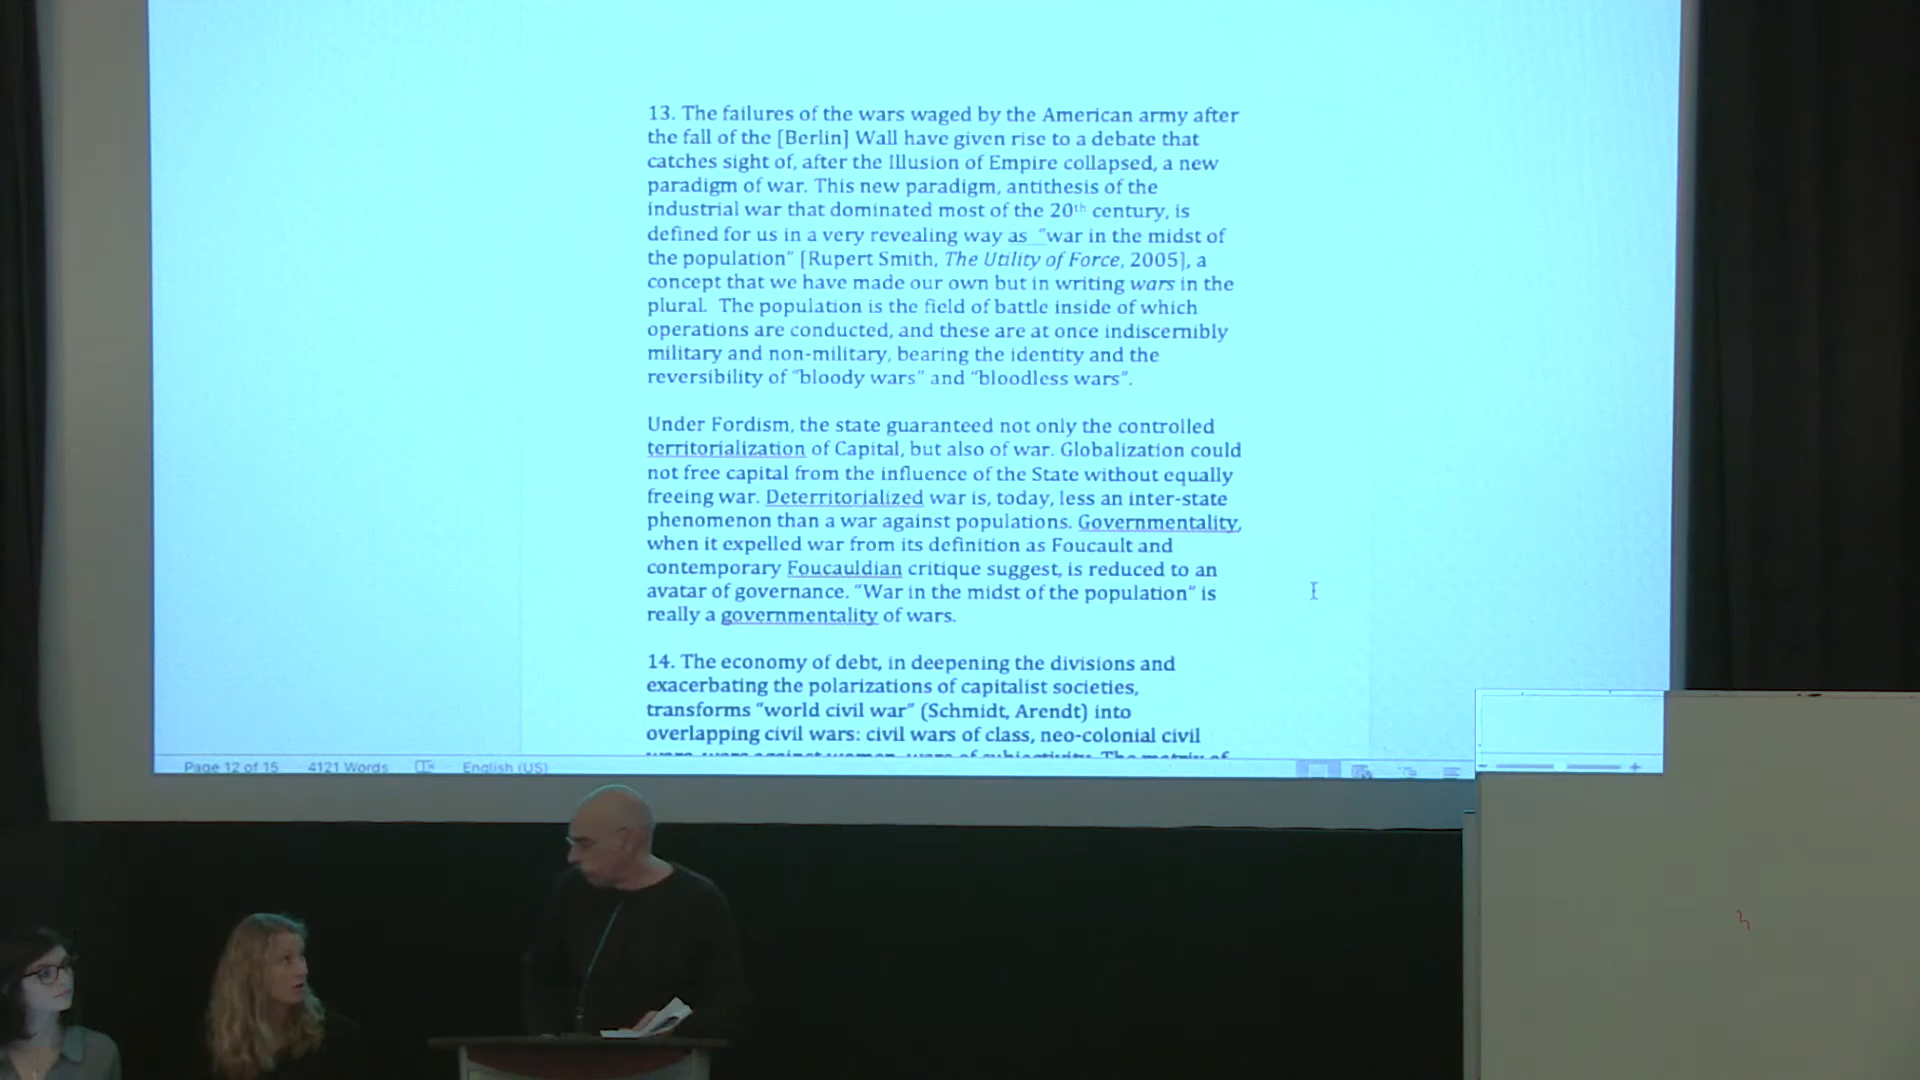 13. The failures of the wars waged by the American army after
the fall of the [Berlin] Wall have given rise to a debate that
catches sight of, after the Illusion of Empire collapsed, a new
paradigm of war. This new paradigm, antithesis of the
industrial war that dominated most of the 20th century, is
defined for us in a very revealing way as "war in the midst of
the population" [Rupert Smith, The Utility of Force, 2005], a
concept that we have made our own but in writing wars in the
plural. The population is the field of battle inside of which
operations are conducted, and these are at once indiscernibly
military and non-military, bearing the identity and the
reversibility of "bloody wars" and "bloodless wars".
Under Fordism, the state guaranteed not only the controlled
territorialization of Capital, but also of war. Globalization could
not free capital from the influence of the State without equally
freeing war. Deterritorialized war is, today, less an inter-state
phenomenon than a war against populations. Governmentality,
when it expelled war from its definition as Foucault and
contemporary Foucauldian critique suggest, is reduced to an
avatar of governance. "War in the midst of the population" is
really a governmentality of wars.
14. The economy of debt, in deepening the divisions and
exacerbating the polarizations of capitalist societies,
transforms "world civil war" (Schmidt, Arendt) into
overlapping civil wars: civil wars of class, neo-colonial civil
wars, wars against women, wars of subjectivity. The matrix of
Page 12 of 15 4121 Words English (US)